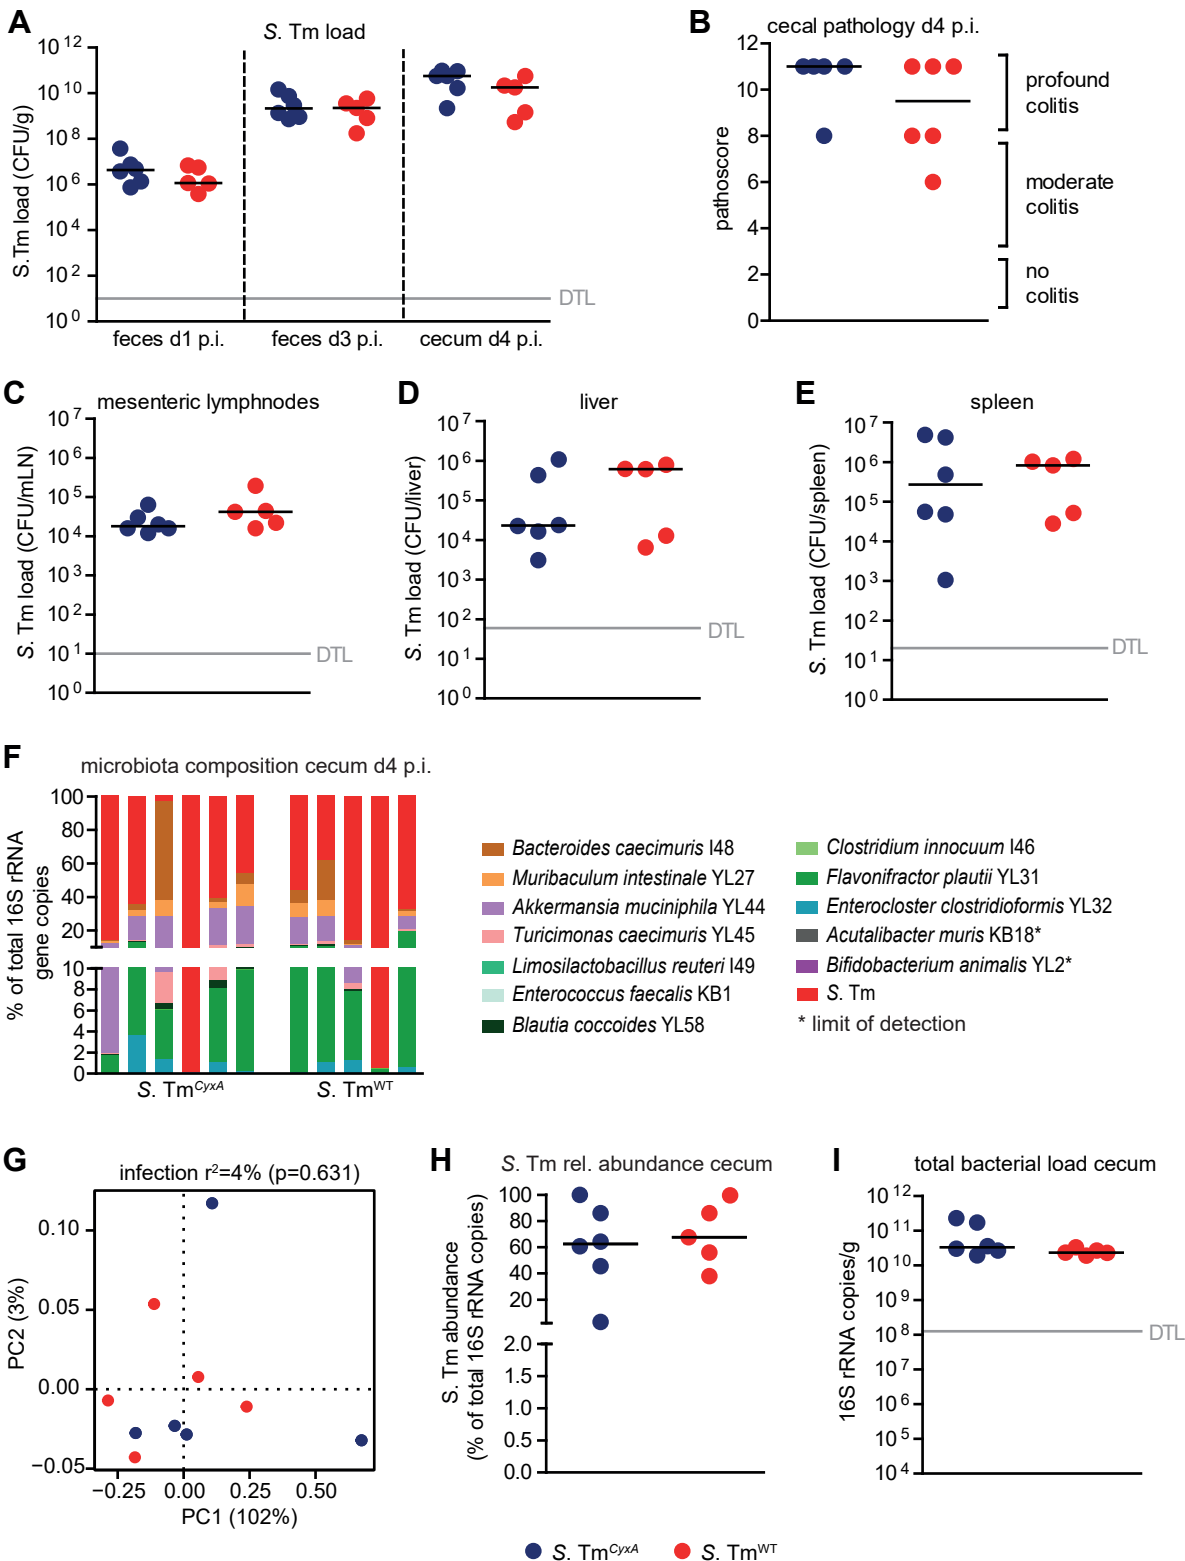 A
S. Tm load
S.Tm load (CFU/g)
10^12
10^10
10^8
10^6
10^4
10^2
10^0
DTL
feces d1 p.i.
feces d3 p.i.
cecum d4 p.i.
B
cecal pathology d4 p.i.
pathoscore
12
10
8
6
4
2
0
profound
colitis
moderate
colitis
no
colitis
C
mesenteric lymphnodes
S. Tm load (CFU/mLN)
10^7
10^6
10^5
10^4
10^3
10^2
10^1
10^0
DTL
D
liver
S. Tm load (CFU/liver)
10^7
10^6
10^5
10^4
10^3
10^2
10^1
10^0
DTL
E
spleen
S. Tm load (CFU/spleen)
10^7
10^6
10^5
10^4
10^3
10^2
10^1
10^0
DTL
F
microbiota composition cecum d4 p.i.
% of total 16S rRNA
gene copies
100
80
60
40
20
10
8
6
4
2
0
S. Tm^CyxA
S. Tm^WT
Bacteroides caecimuris I48
Muribaculum intestinale YL27
Akkermansia muciniphila YL44
Turicimonas caecimuris YL45
Limosilactobacillus reuteri I49
Enterococcus faecalis KB1
Blautia coccoides YL58
Clostridium innocuum I46
Flavonifractor plautii YL31
Enterocloster clostridioformis YL32
Acutalibacter muris KB18*
Bifidobacterium animalis YL2*
S. Tm
* limit of detection
G
infection r²=4% (p=0.631)
PC2 (3%)
0.10
0.05
0.00
−0.05
−0.25
0.00
0.25
0.50
PC1 (102%)
H
S. Tm rel. abundance cecum
S. Tm abundance
(% of total 16S rRNA copies)
100
80
60
40
20
2.0
1.5
1.0
0.5
0.0
I
total bacterial load cecum
16S rRNA copies/g
10^12
10^11
10^10
10^9
10^8
10^7
10^6
10^5
10^4
DTL
S. Tm^CyxA
S. Tm^WT